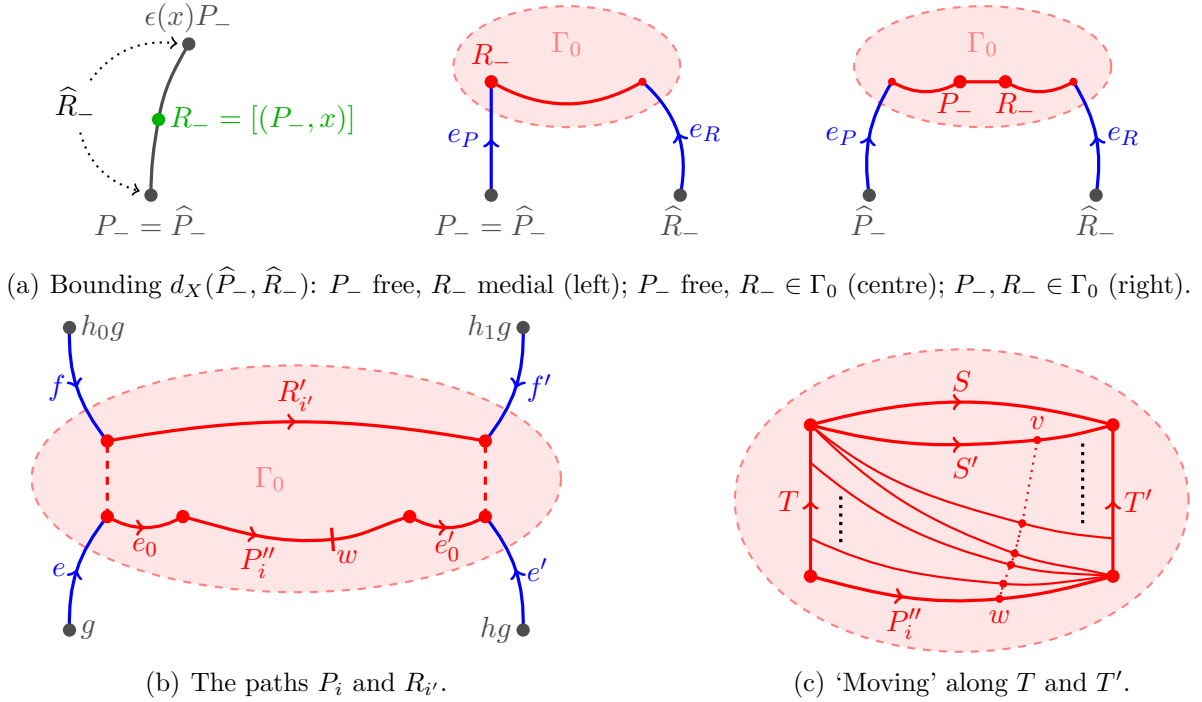 ϵ(x)P₋
R̂₋
R₋ = [(P₋, x)]
P₋ = P̂₋
Γ₀
R₋
e_P
e_R
P₋ = P̂₋
R̂₋
Γ₀
P₋
R₋
e_P
e_R
P̂₋
R̂₋
(a) Bounding d_X(P̂₋, R̂₋): P₋ free, R₋ medial (left); P₋ free, R₋ ∈ Γ₀ (centre); P₋, R₋ ∈ Γ₀ (right).
h₀g
h₁g
f
R′_{i′}
f′
Γ₀
e₀
P″_i
w
e′₀
e
e′
g
hg
(b) The paths P_i and R_{i′}.
S
v
S′
T
T′
P″_i
w
(c) ‘Moving’ along T and T′.